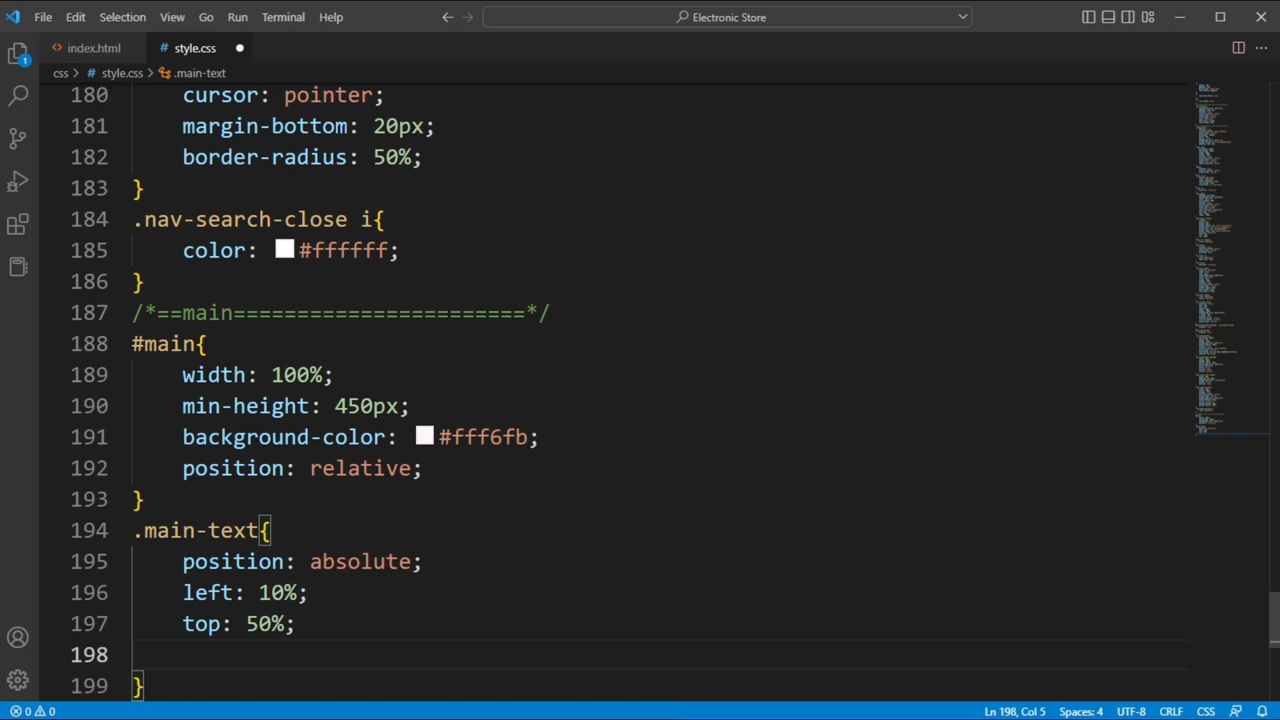 File Edit Selection View Go Run Terminal Help Electronic Store
index.html # style.css
css > # style.css > .main-text
180 cursor: pointer;
181 margin-bottom: 20px;
182 border-radius: 50%;
183 }
184 .nav-search-close i{
185 color: #ffffff;
186 }
187 /*==main=======================*/
188 #main{
189 width: 100%;
190 min-height: 450px;
191 background-color: #fff6fb;
192 position: relative;
193 }
194 .main-text{
195 position: absolute;
196 left: 10%;
197 top: 50%;
198
199 }
1
0 0 Ln 198, Col 5 Spaces: 4 UTF-8 CRLF CSS